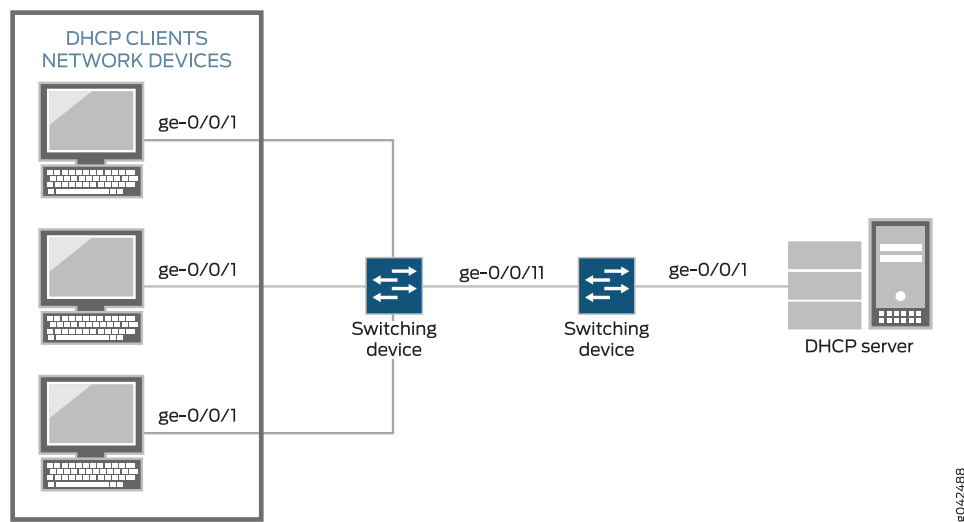 DHCP CLIENTS
NETWORK DEVICES
ge-0/0/1
ge-0/0/1
ge-0/0/11
ge-0/0/1
Switching
device
Switching
device
DHCP server
ge-0/0/1
g042488